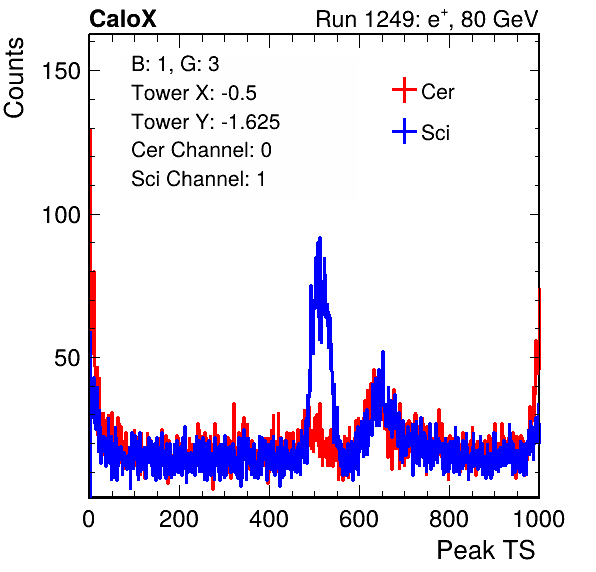 CaloX Run 1249: e+, 80 GeV
B: 1, G: 3
Tower X: -0.5
Tower Y: -1.625
Cer Channel: 0
Sci Channel: 1
Cer
Sci
Counts
150
100
50
0 200 400 600 800 1000
Peak TS